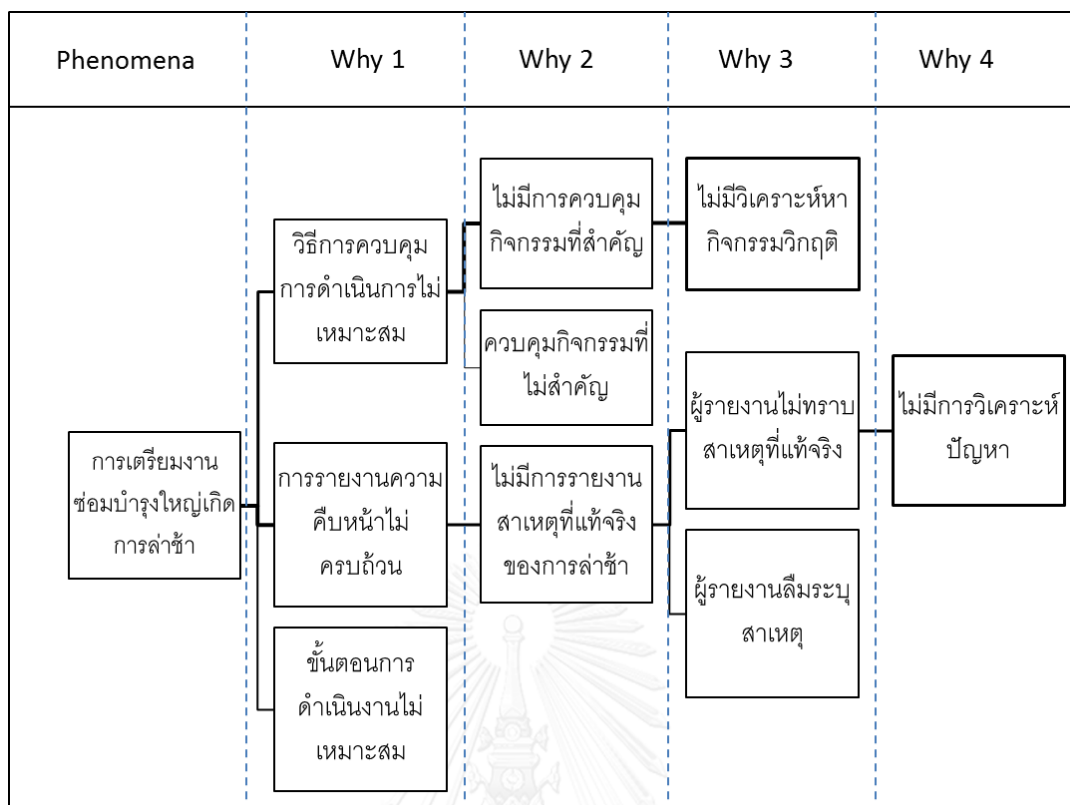 Phenomena
Why 1
Why 2
Why 3
Why 4
การเตรียมงาน
ซ่อมบำรุงใหญ่เกิด
การล่าช้า
วิธีการควบคุม
การดำเนินการไม่
เหมาะสม
ไม่มีการควบคุม
กิจกรรมที่สำคัญ
ไม่มีวิเคราะห์หา
กิจกรรมวิกฤติ
ควบคุมกิจกรรมที่
ไม่สำคัญ
การรายงานความ
คืบหน้าไม่
ครบถ้วน
ไม่มีการรายงาน
สาเหตุที่แท้จริง
ของการล่าช้า
ผู้รายงานไม่ทราบ
สาเหตุที่แท้จริง
ไม่มีการวิเคราะห์
ปัญหา
ผู้รายงานลืมระบุ
สาเหตุ
ขั้นตอนการ
ดำเนินงานไม่
เหมาะสม